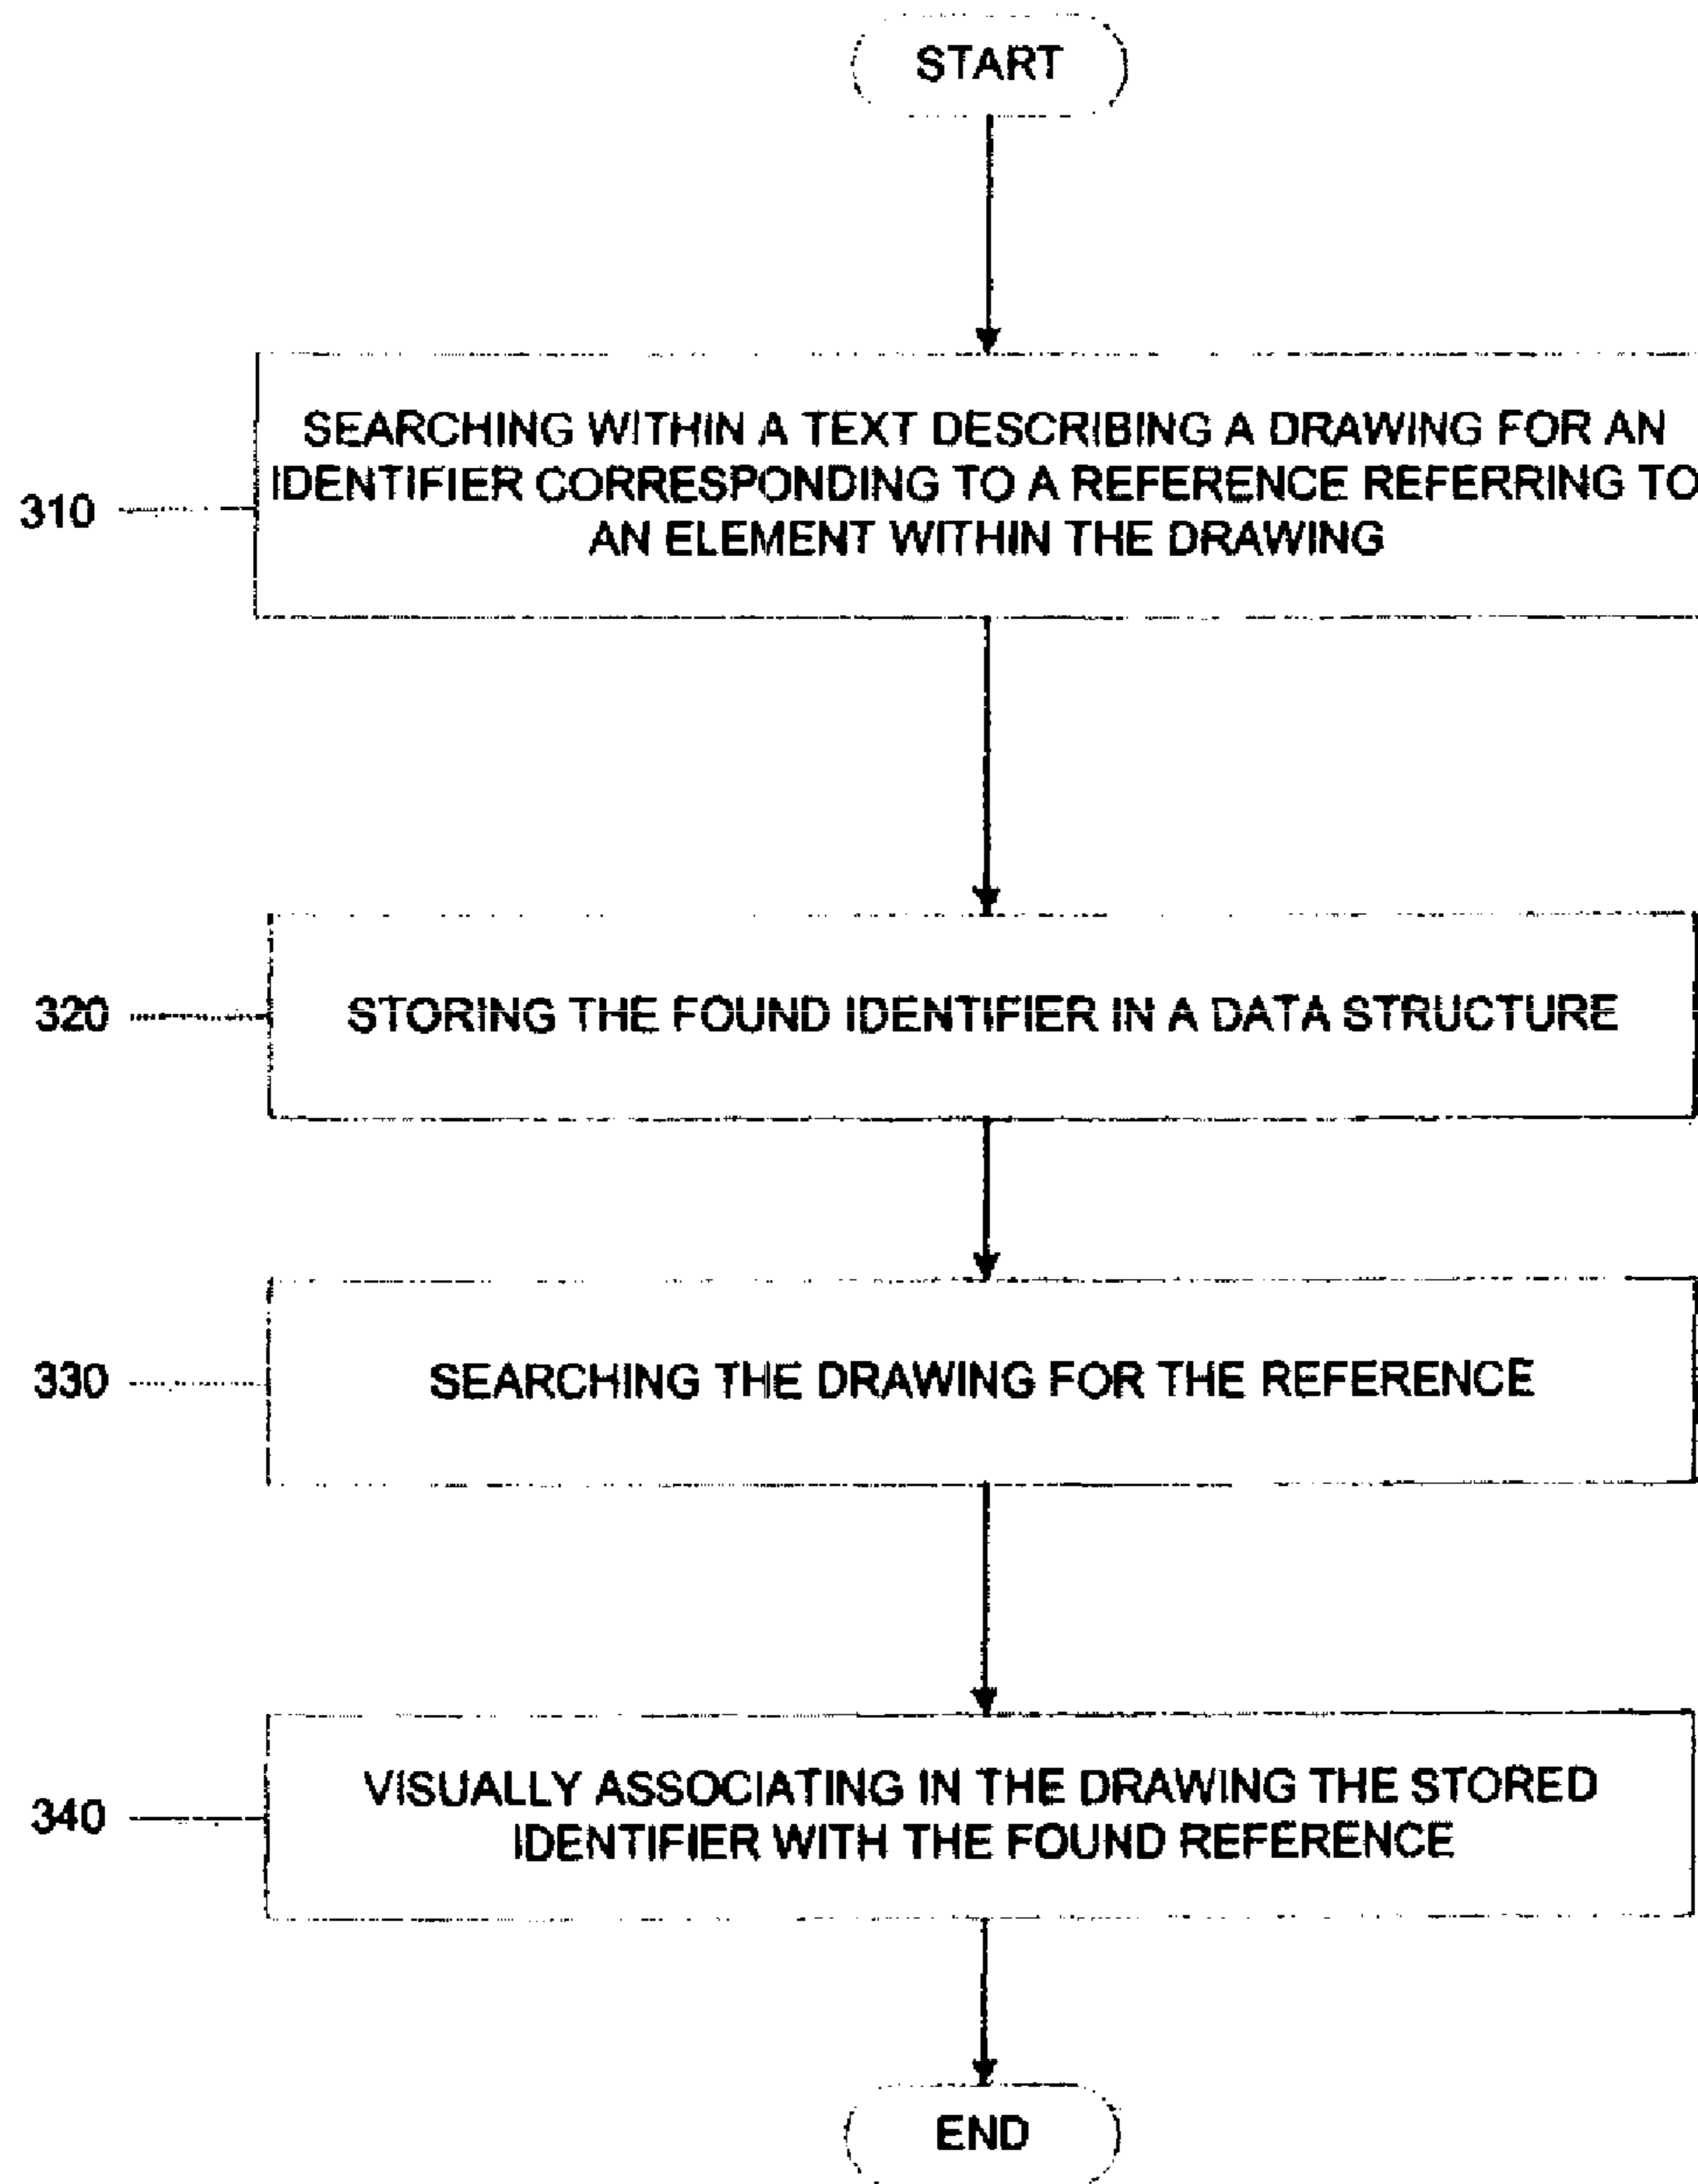 START
SEARCHING WITHIN A TEXT DESCRIBING A DRAWING FOR AN
IDENTIFIER CORRESPONDING TO A REFERENCE REFERRING TO
AN ELEMENT WITHIN THE DRAWING
310
STORING THE FOUND IDENTIFIER IN A DATA STRUCTURE
320
SEARCHING THE DRAWING FOR THE REFERENCE
330
VISUALLY ASSOCIATING IN THE DRAWING THE STORED
IDENTIFIER WITH THE FOUND REFERENCE
340
END